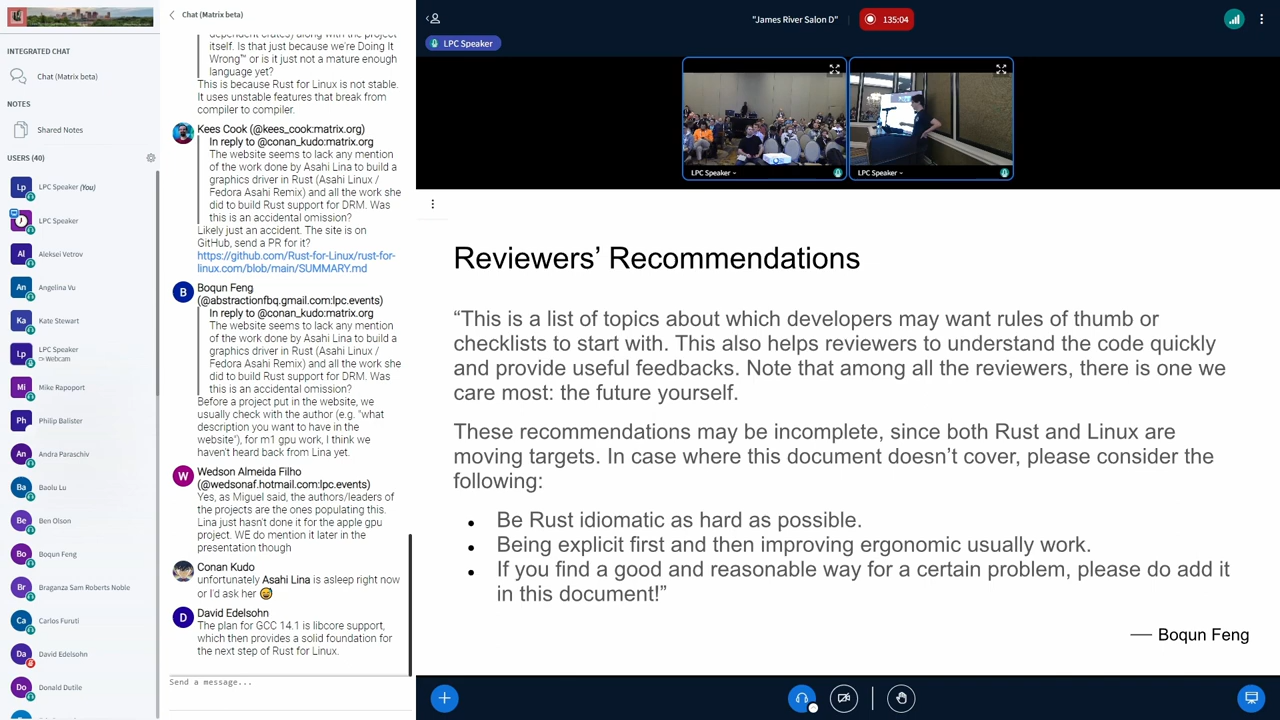 INTEGRATED CHAT
Chat (Matrix beta)
NOTES
Shared Notes
USERS (40)
Lp LPC Speaker (You)
LPC Speaker
Al Aleksei Vetrov
An Angelina Vu
Ka Kate Stewart
Lp LPC Speaker
Webcam
Mi Mike Rapoport
Ph Philip Balister
An Andra Paraschiv
Ba Baolu Lu
Be Ben Olson
Bo Boqun Feng
Br Braganza Sam Roberts Noble
Ca Carlos Furuti
Da David Edelsohn
Do Donald Dutile
Chat (Matrix beta)
dependent crates) along with the project
itself. Is that just because we're Doing It
Wrong™ or is it just not a mature enough
language yet?
This is because Rust for Linux is not stable.
It uses unstable features that break from
compiler to compiler.
Kees Cook (@kees_cook:matrix.org)
In reply to @conan_kudo:matrix.org
The website seems to lack any mention
of the work done by Asahi Lina to build a
graphics driver in Rust (Asahi Linux /
Fedora Asahi Remix) and all the work she
did to build Rust support for DRM. Was
this is an accidental omission?
Likely just an accident. The site is on
GitHub, send a PR for it?
https://github.com/Rust-for-Linux/rust-for-
linux.com/blob/main/SUMMARY.md
B Boqun Feng
(@abstractionfbq.gmail.com:lpc.events)
In reply to @conan_kudo:matrix.org
The website seems to lack any mention
of the work done by Asahi Lina to build a
graphics driver in Rust (Asahi Linux /
Fedora Asahi Remix) and all the work she
did to build Rust support for DRM. Was
this is an accidental omission?
Before a project put in the website, we
usually check with the author (e.g. "what
description you want to have in the
website"), for m1 gpu work, I think we
haven't heard back from Lina yet.
W Wedson Almeida Filho
(@wedsonaf.hotmail.com:lpc.events)
Yes, as Miguel said, the authors/leaders of
the projects are the ones populating this.
Lina just hasn't done it for the apple gpu
project. WE do mention it later in the
presentation though
Conan Kudo
unfortunately Asahi Lina is asleep right now
or I'd ask her 😅
D David Edelsohn
The plan for GCC 14.1 is libcore support,
which then provides a solid foundation for
the next step of Rust for Linux.
Send a message...
"James River Salon D"
135:04
LPC Speaker
LPC Speaker
LPC Speaker
Reviewers’ Recommendations
“This is a list of topics about which developers may want rules of thumb or
checklists to start with. This also helps reviewers to understand the code quickly
and provide useful feedbacks. Note that among all the reviewers, there is one we
care most: the future yourself.
These recommendations may be incomplete, since both Rust and Linux are
moving targets. In case where this document doesn’t cover, please consider the
following:
● Be Rust idiomatic as hard as possible.
● Being explicit first and then improving ergonomic usually work.
● If you find a good and reasonable way for a certain problem, please do add it
in this document!”
— Boqun Feng